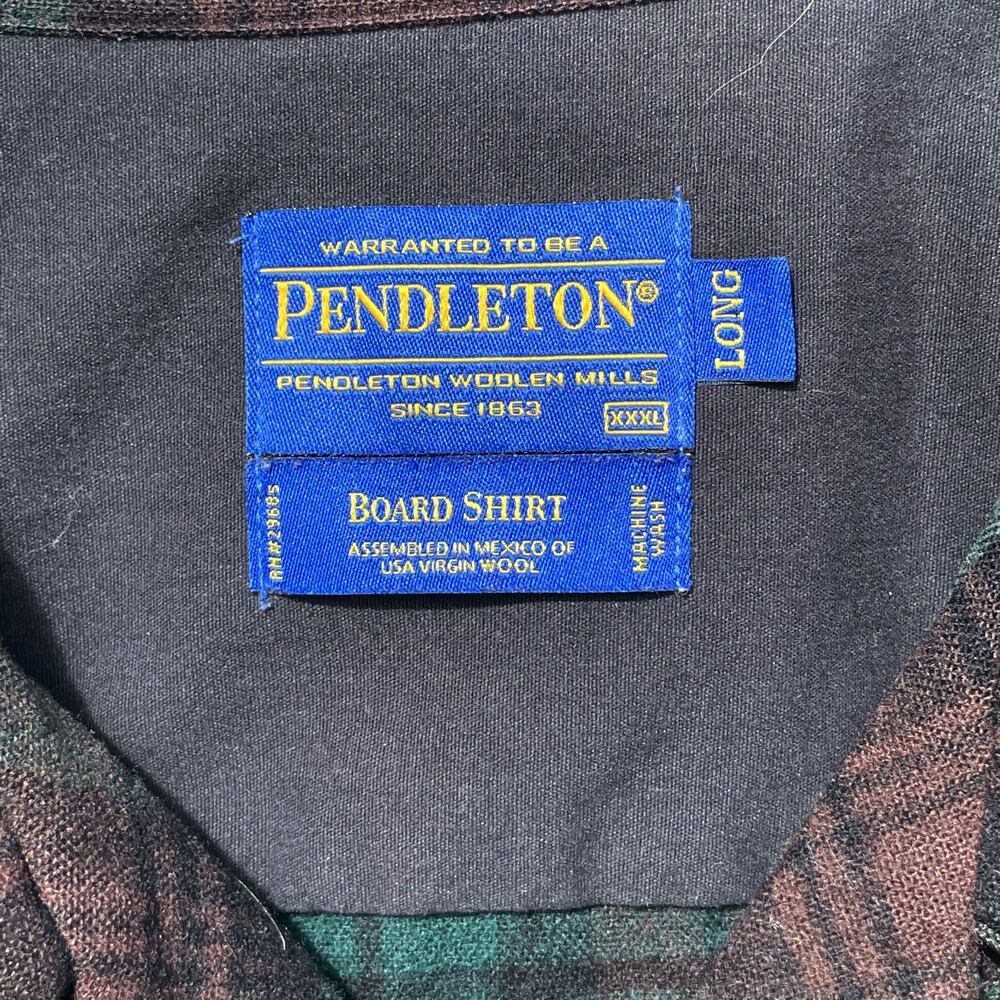 WARRANTED TO BE A
PENDLETON®
PENDLETON WOOLEN MILLS
SINCE 1863
XXXL
LONG
RN#29685
BOARD SHIRT
ASSEMBLED IN MEXICO OF
USA VIRGIN WOOL
MACHINE
WASH